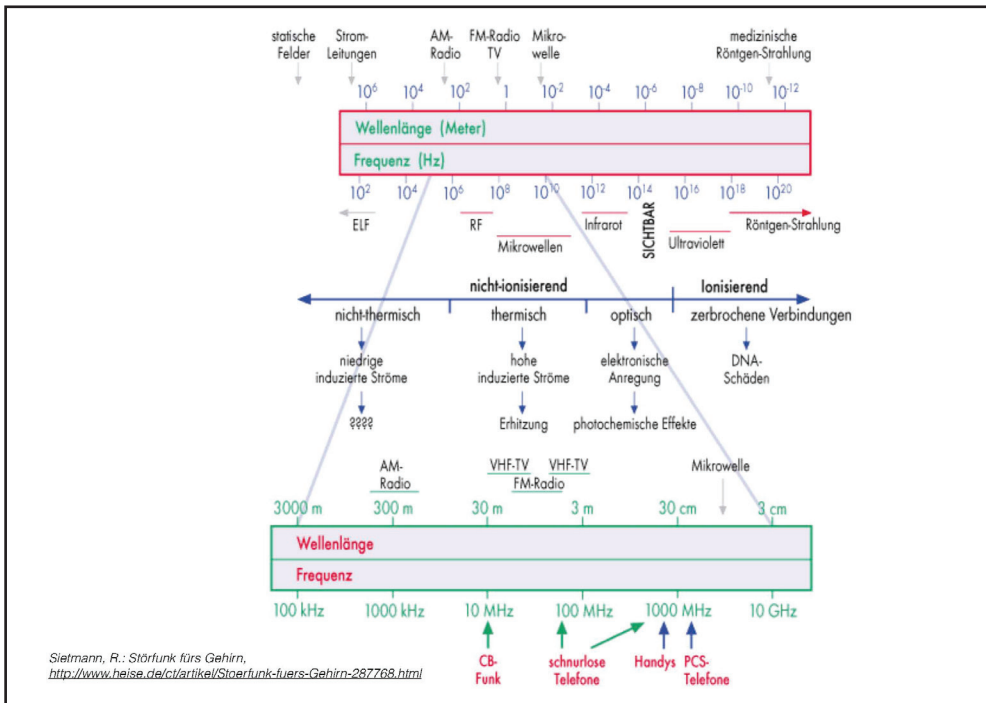 statische Strom- AM- FM-Radio Mikro- medizinische
Felder Leitungen Radio TV welle Röntgen-Strahlung
10⁶ 10⁴ 10² 1 10⁻² 10⁻⁴ 10⁻⁶ 10⁻⁸ 10⁻¹⁰ 10⁻¹²
Wellenlänge (Meter)
Frequenz (Hz)
10² 10⁴ 10⁶ 10⁸ 10¹⁰ 10¹² 10¹⁴ 10¹⁶ 10¹⁸ 10²⁰
ELF RF Infrarot SICHTBAR Röntgen-Strahlung
Mikrowellen Ultraviolett
nicht-ionisierend Ionisierend
nicht-thermisch thermisch optisch zerbrochene Verbindungen
niedrige hohe elektronische DNA-
induzierte Ströme induzierte Ströme Anregung Schäden
???? Erhitzung photochemische Effekte
AM- VHF-TV VHF-TV Mikrowelle
Radio FM-Radio
3000 m 300 m 30 m 3 m 30 cm 3 cm
Wellenlänge
Frequenz
100 kHz 1000 kHz 10 MHz 100 MHz 1000 MHz 10 GHz
CB- schnurlose Handys PCS-
Funk Telefone Telefone
Sietmann, R.: Störfunk fürs Gehirn,
http://www.heise.de/ct/artikel/Stoerfunk-fuers-Gehirn-287768.html